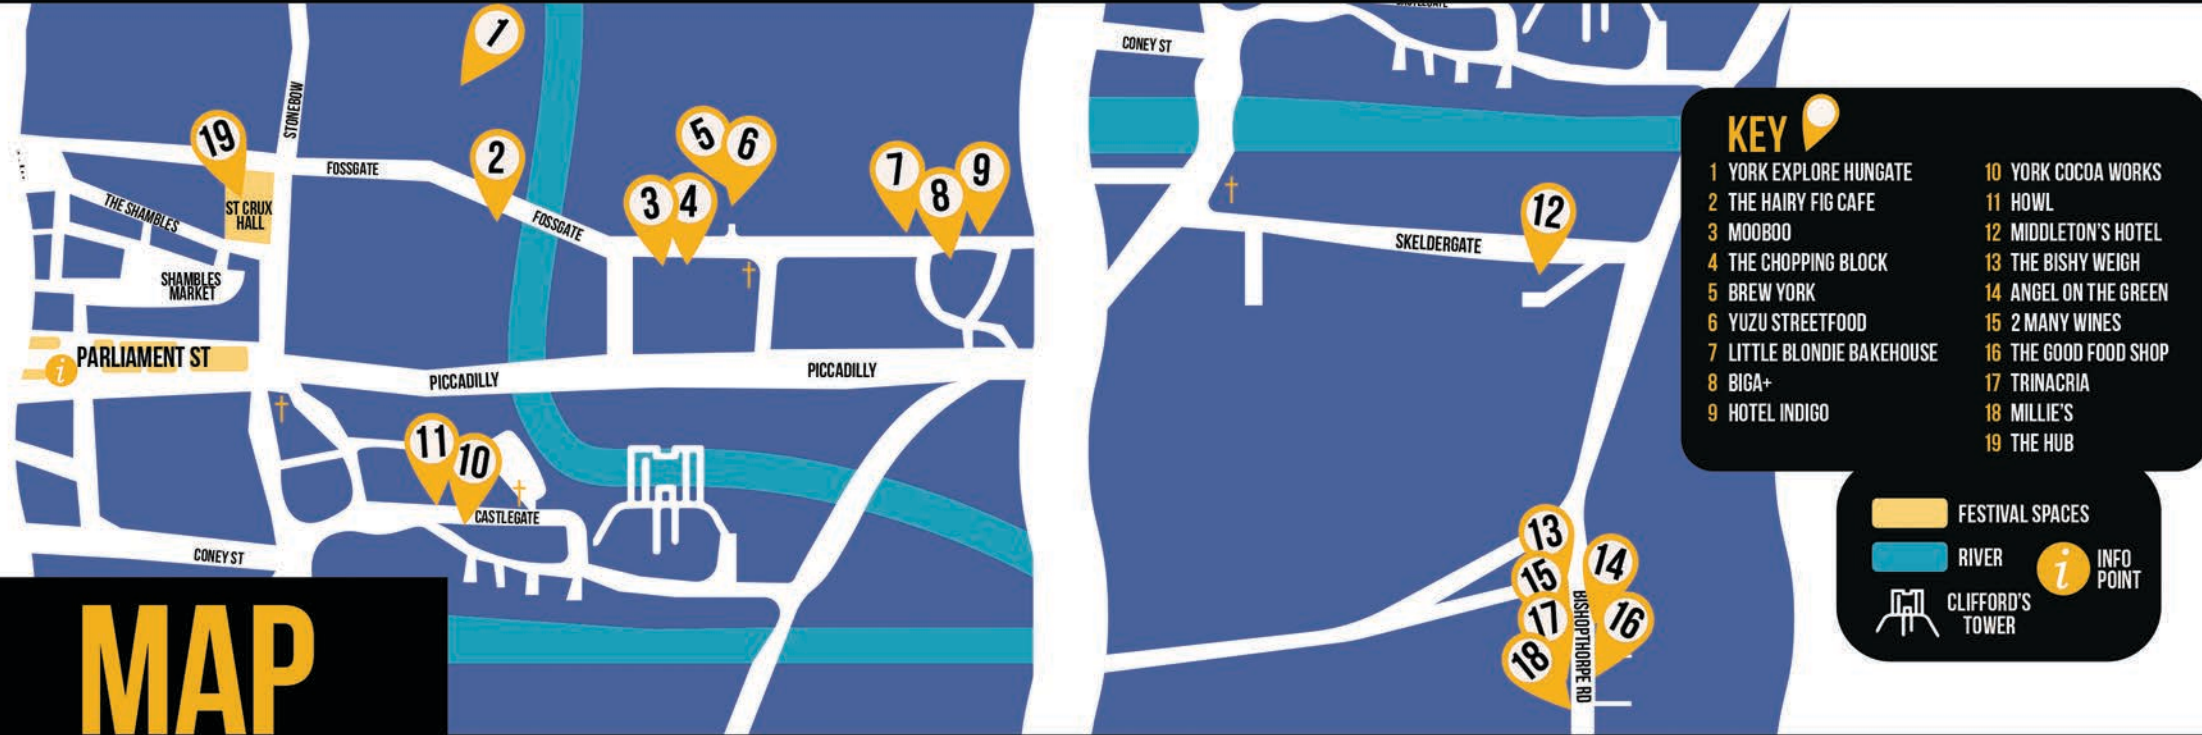 1
CONEY ST
STONEBOW
19
5
6
2
FOSSGATE
7
9
8
3
4
12
THE SHAMBLES
ST CRUX
HALL
FOSSGATE
SKELDERGATE
SHAMBLES
MARKET
i
PARLIAMENT ST
PICCADILLY
PICCADILLY
11
10
CASTLEGATE
CONEY ST
13
14
15
17
16
18
BISHOPTHORPE RD
MAP
KEY
1 YORK EXPLORE HUNGATE
2 THE HAIRY FIG CAFE
3 MOOBOO
4 THE CHOPPING BLOCK
5 BREW YORK
6 YUZU STREETFOOD
7 LITTLE BLONDIE BAKEHOUSE
8 BIGA+
9 HOTEL INDIGO
10 YORK COCOA WORKS
11 HOWL
12 MIDDLETON'S HOTEL
13 THE BISHY WEIGH
14 ANGEL ON THE GREEN
15 2 MANY WINES
16 THE GOOD FOOD SHOP
17 TRINACRIA
18 MILLIE'S
19 THE HUB
FESTIVAL SPACES
RIVER
i
INFO
POINT
CLIFFORD'S
TOWER